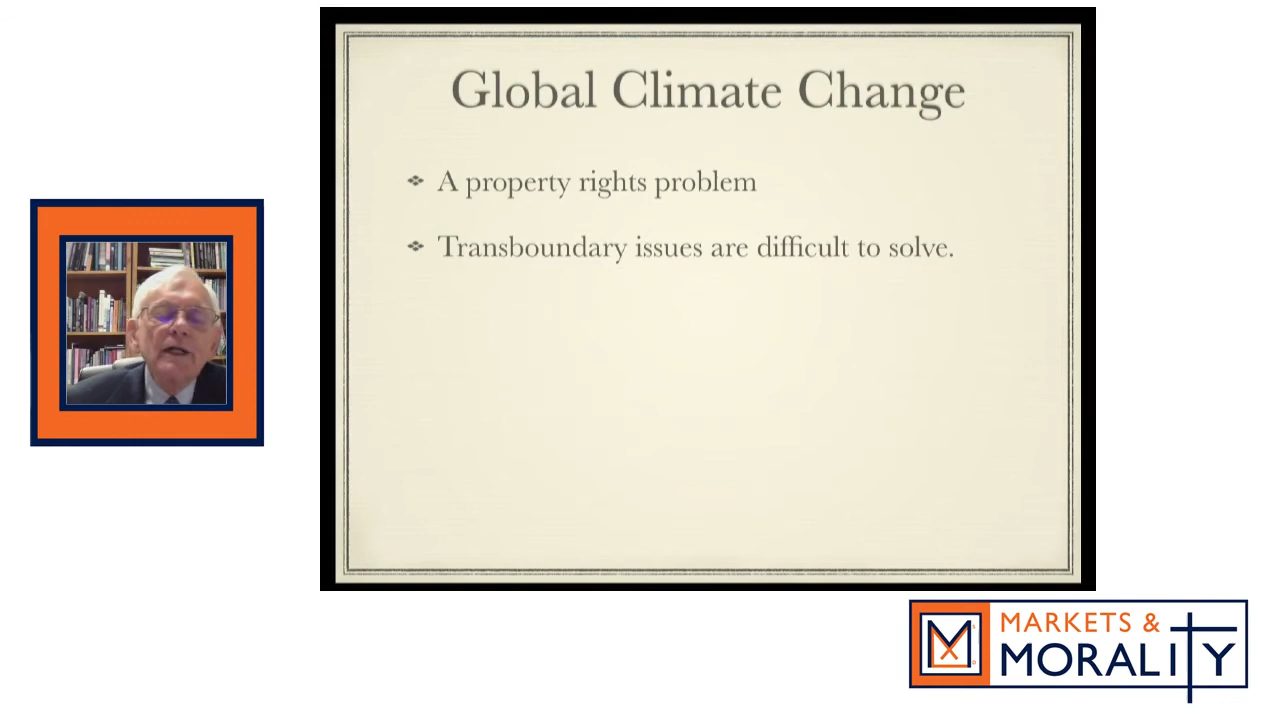 Global Climate Change
A property rights problem
Transboundary issues are difficult to solve.
MARKETS &
MORALITY